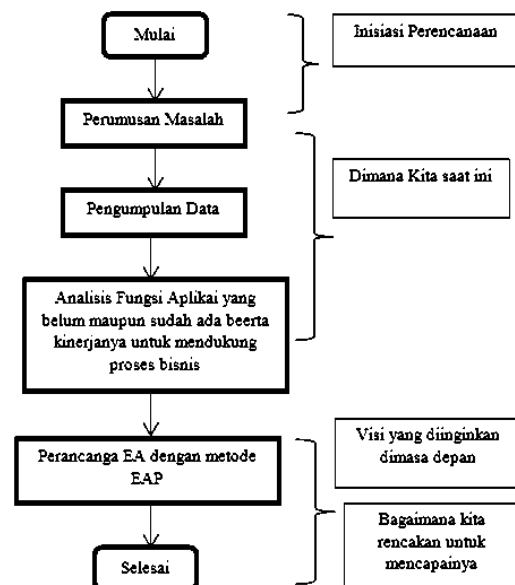 Mulai
Inisiasi Perencanaan
Perumusan Masalah
Dimana Kita saat ini
Pengumpulan Data
Analisis Fungsi Aplikai yang
belum maupun sudah ada beerta
kinerjanya untuk mendukung
proses bisnis
Visi yang diinginkan
dimasa depan
Perancanga EA dengan metode
EAP
Bagaimana kita
rencakan untuk
mencapainya
Selesai